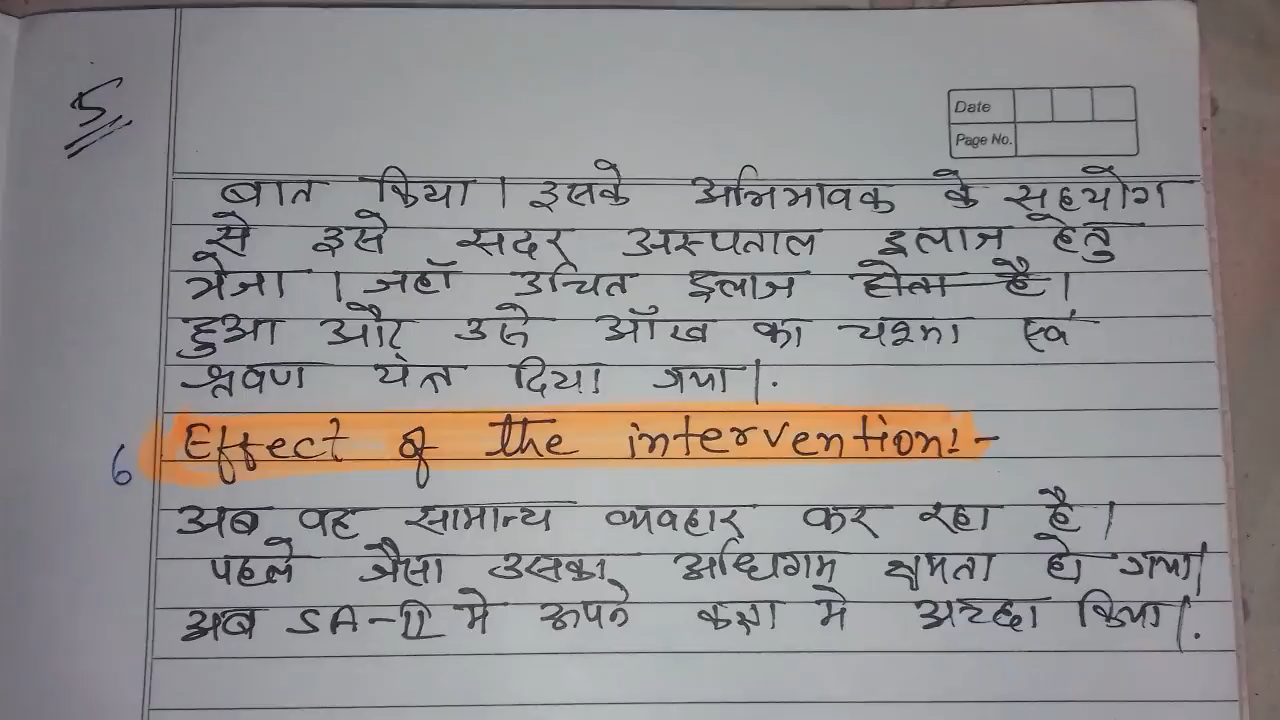 5
Date
Page No.
बात किया । इसके अभिभावक के सहयोग
से इसे सदर अस्पताल इलाज हेतु
भेजा । जहाँ उचित इलाज होता है।
हुआ और उसे आँख का चश्मा एवं
श्रवण यंत्र दिया गया।.
6 Effect of the intervention:-
अब वह सामान्य व्यवहार कर रहा है।
पहले जैसा उसका अधिगम क्षमता हो गया।
अब SA-II मे अपने कक्षा मे अच्छा किया।.